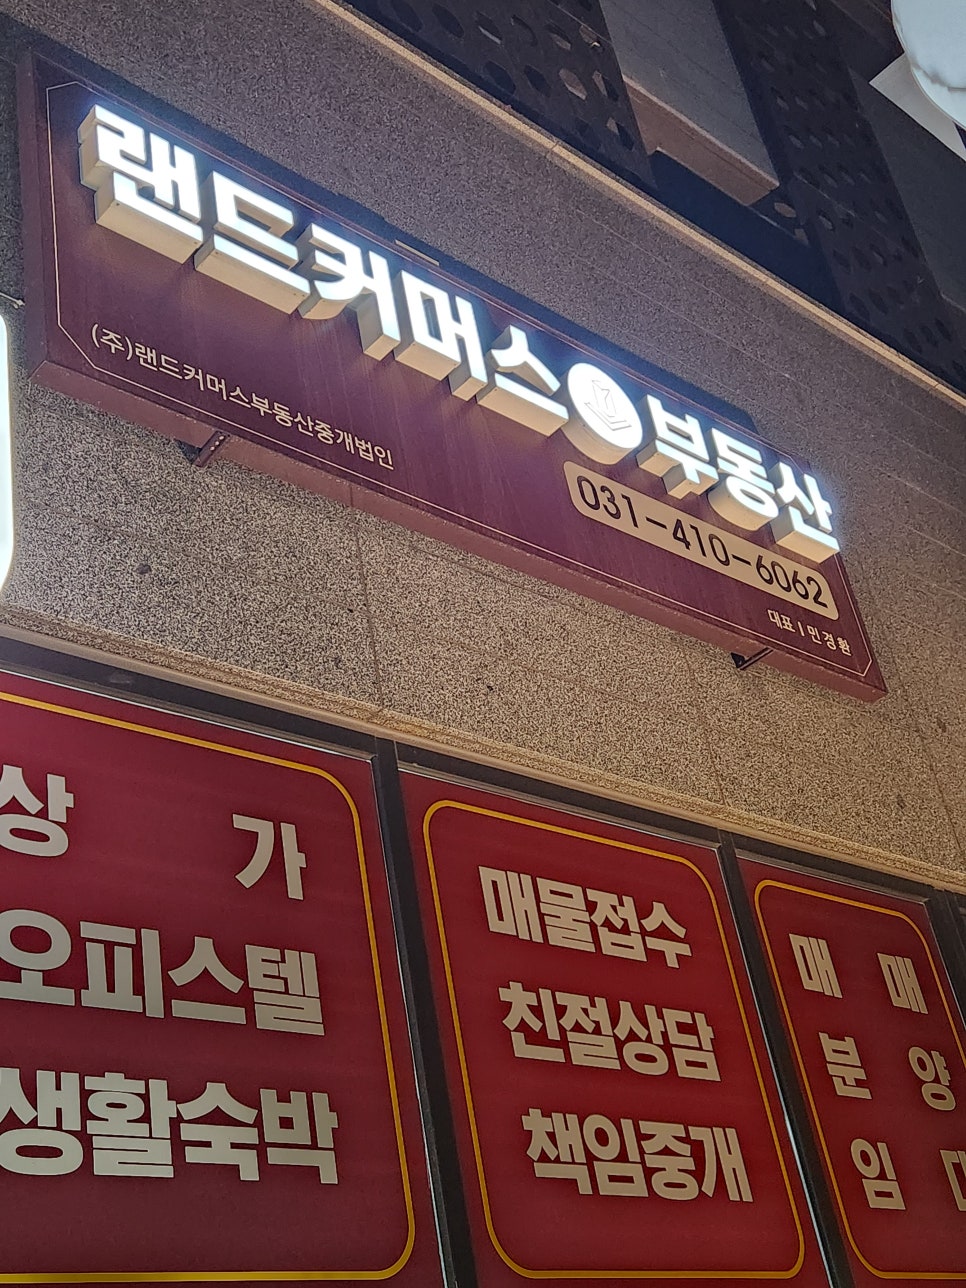 랜드커머스 부동산
(주)랜드커머스부동산중개법인
031-410-6062
대표 | 민경환
상 가
오피스텔
생활숙박
매물접수
친절상담
책임중개
매 매
분 양
임